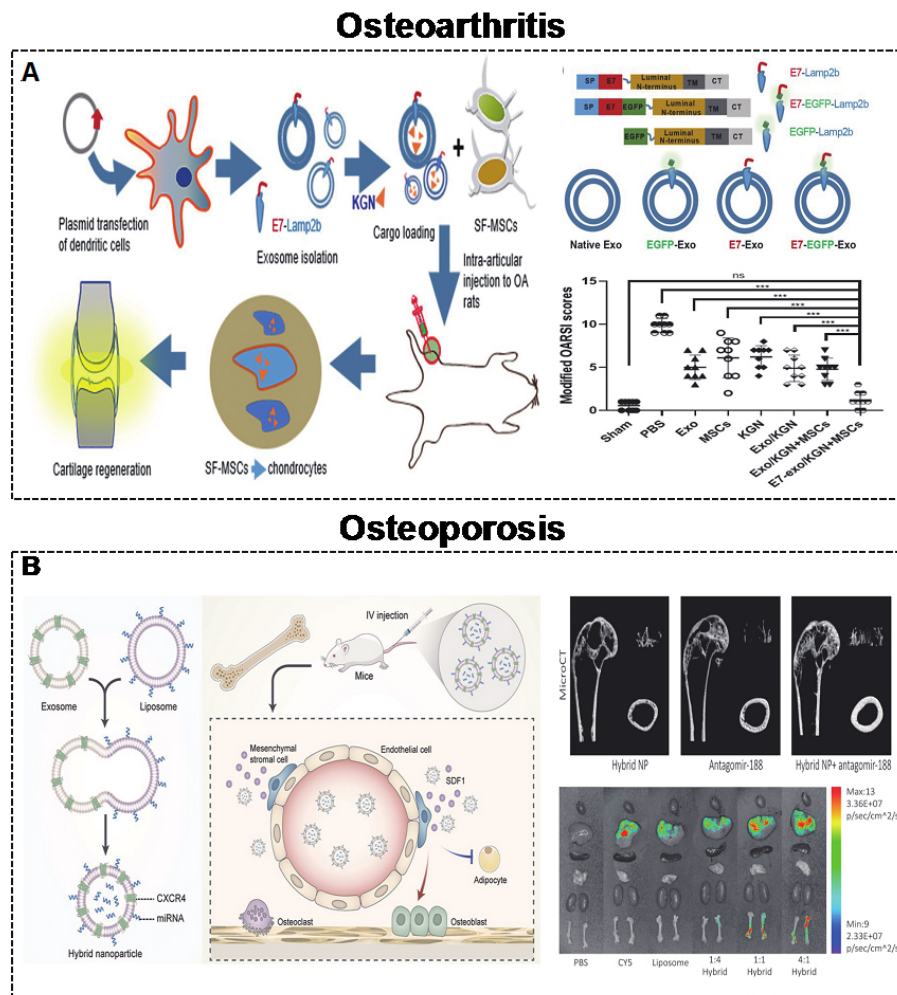 Osteoarthritis
A
Plasmid transfection
of dendritic cells
E7-Lamp2b
Exosome isolation
KGN
Cargo loading
+
SF-MSCs
Intra-articular
injection to OA
rats
SF-MSCs
chondrocytes
Cartilage regeneration
SP E7 Luminal N-terminus TM CT
E7-Lamp2b
SP E7 EGFP Luminal N-terminus TM CT
E7-EGFP-Lamp2b
EGFP Luminal N-terminus TM CT
EGFP-Lamp2b
Native Exo
EGFP-Exo
E7-Exo
E7-EGFP-Exo
Modified OARSI scores
15
10
5
0
ns
***
***
***
***
***
***
Sham
PBS
Exo
MSCs
KGN
Exo/KGN
Exo/KGN+MSCs
E7-exo/KGN+MSCs
Osteoporosis
B
Exosome
Liposome
CXCR4
miRNA
Hybrid nanoparticle
IV injection
Mice
Mesenchymal
stromal cell
Endothelial cell
SDF1
Adipocyte
Osteoclast
Osteoblast
MicroCT
Hybrid NP
Antagomir-188
Hybrid NP+ antagomir-188
Max:13
3.36E+07
p/sec/cm^2/s
Min:9
2.33E+07
p/sec/cm^2/s
PBS
CY5
Liposome
1:4
Hybrid
1:1
Hybrid
4:1
Hybrid